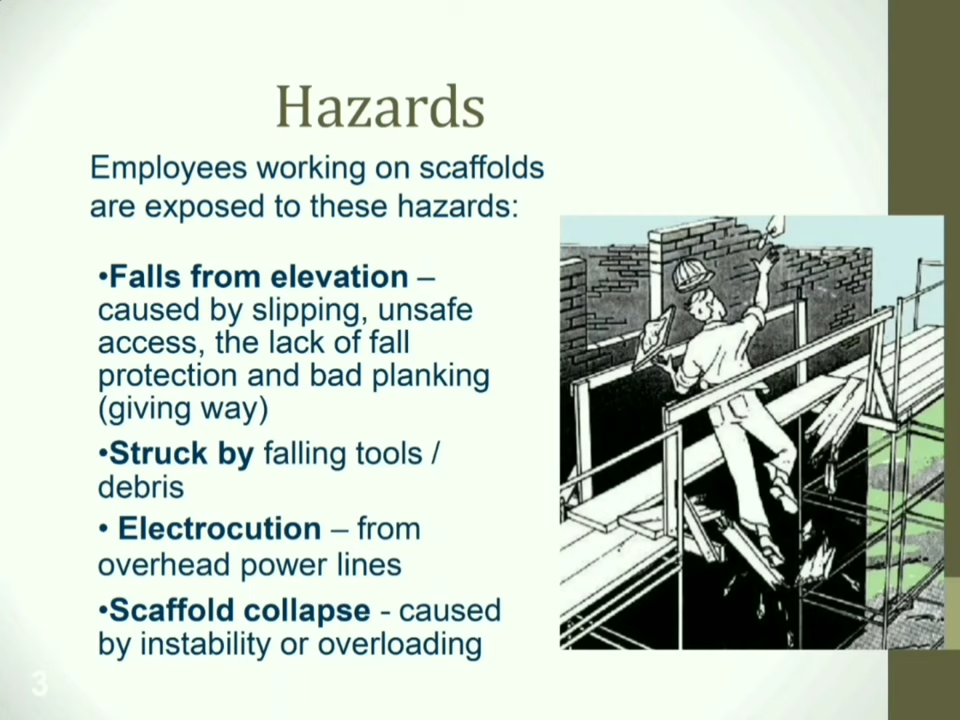 Hazards
Employees working on scaffolds
are exposed to these hazards:
•Falls from elevation –
caused by slipping, unsafe
access, the lack of fall
protection and bad planking
(giving way)
•Struck by falling tools /
debris
• Electrocution – from
overhead power lines
•Scaffold collapse - caused
by instability or overloading
3